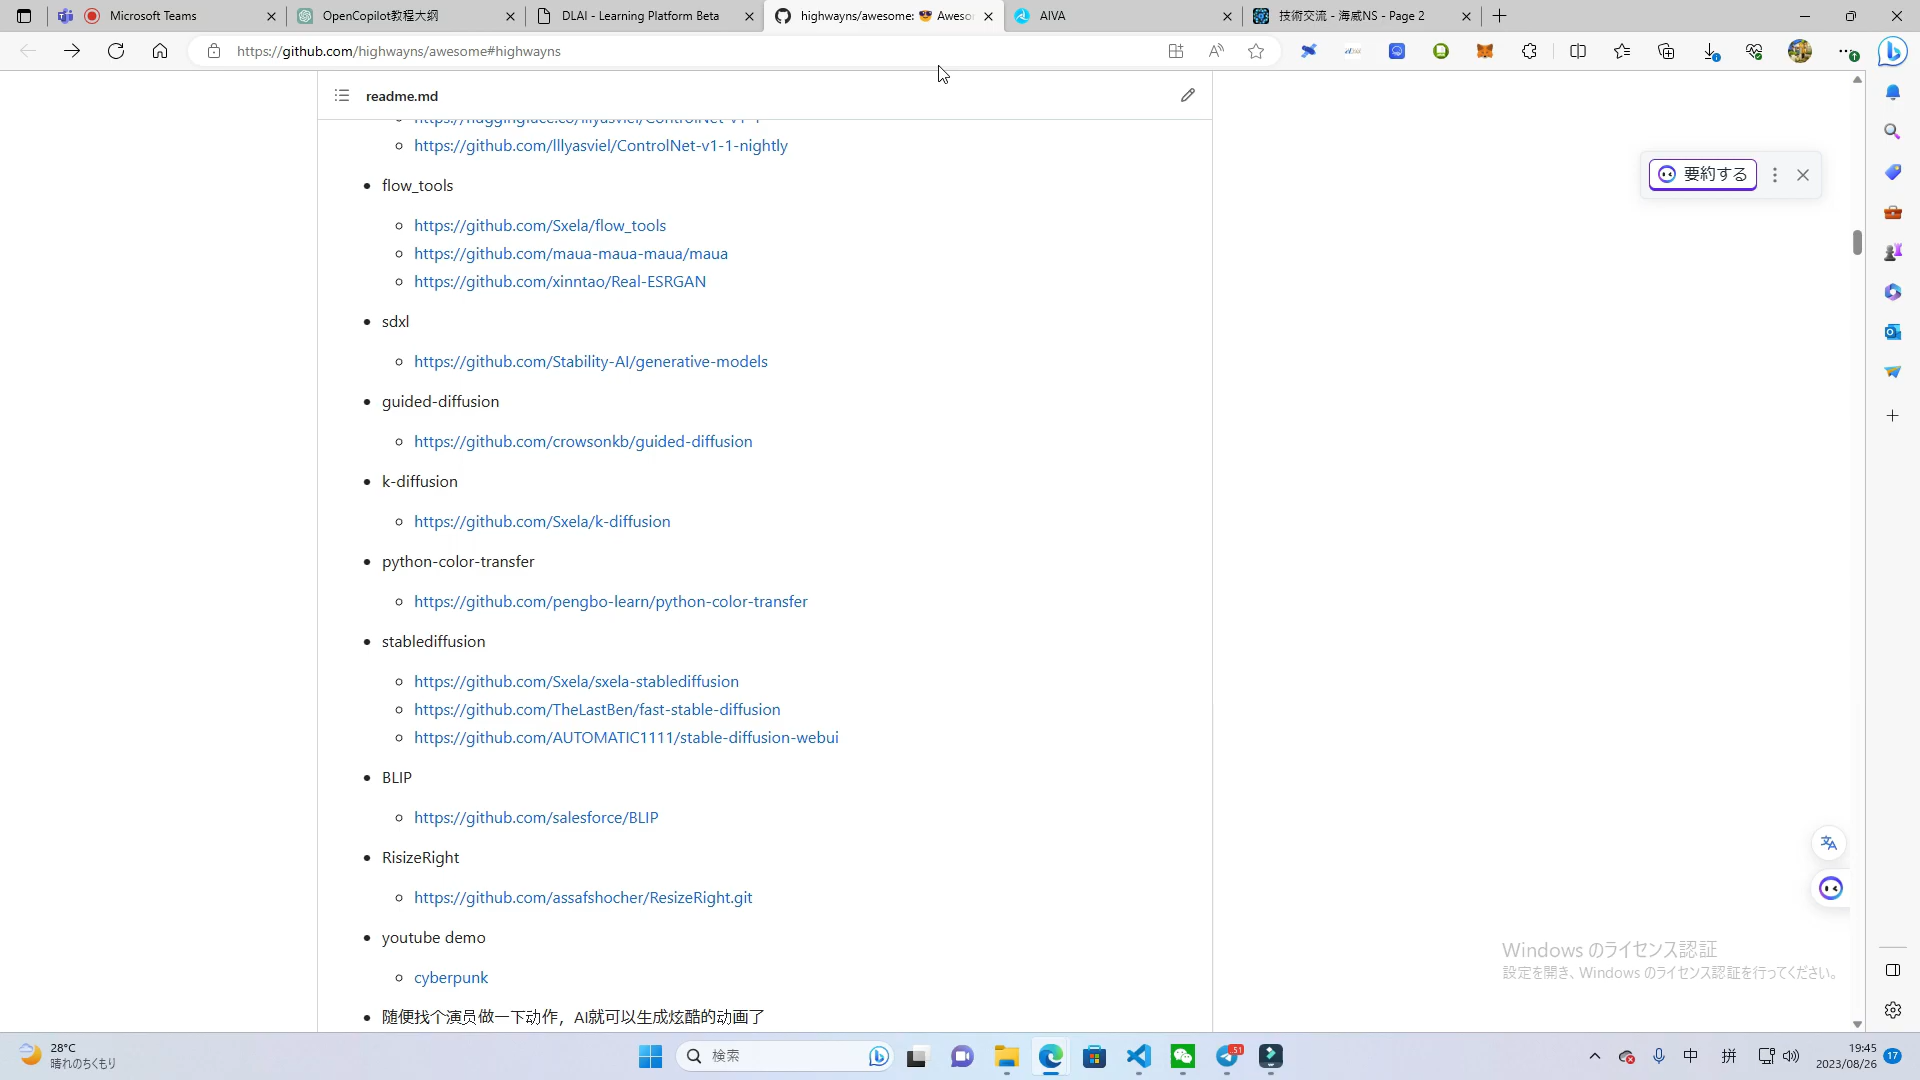 Microsoft Teams
OpenCopilot教程大纲
DLAI - Learning Platform Beta
highwayns/awesome: 😎 Aweso
AIVA
技術交流 - 海威NS - Page 2
https://github.com/highwayns/awesome#highwayns
readme.md
https://huggingface.co/lllyasviel/ControlNet-v1-1
https://github.com/lllyasviel/ControlNet-v1-1-nightly
要約する
flow_tools
https://github.com/Sxela/flow_tools
https://github.com/maua-maua-maua/maua
https://github.com/xinntao/Real-ESRGAN
sdxl
https://github.com/Stability-AI/generative-models
guided-diffusion
https://github.com/crowsonkb/guided-diffusion
k-diffusion
https://github.com/Sxela/k-diffusion
python-color-transfer
https://github.com/pengbo-learn/python-color-transfer
stablediffusion
https://github.com/Sxela/sxela-stablediffusion
https://github.com/TheLastBen/fast-stable-diffusion
https://github.com/AUTOMATIC1111/stable-diffusion-webui
BLIP
https://github.com/salesforce/BLIP
RisizeRight
https://github.com/assafshocher/ResizeRight.git
youtube demo
cyberpunk
随便找个演员做一下动作，AI就可以生成炫酷的动画了
Windows のライセンス認証
設定を開き、Windows のライセンス認証を行ってください。
28°C
晴れのちくもり
検索
51
中
拼
19:45
2023/08/26
17